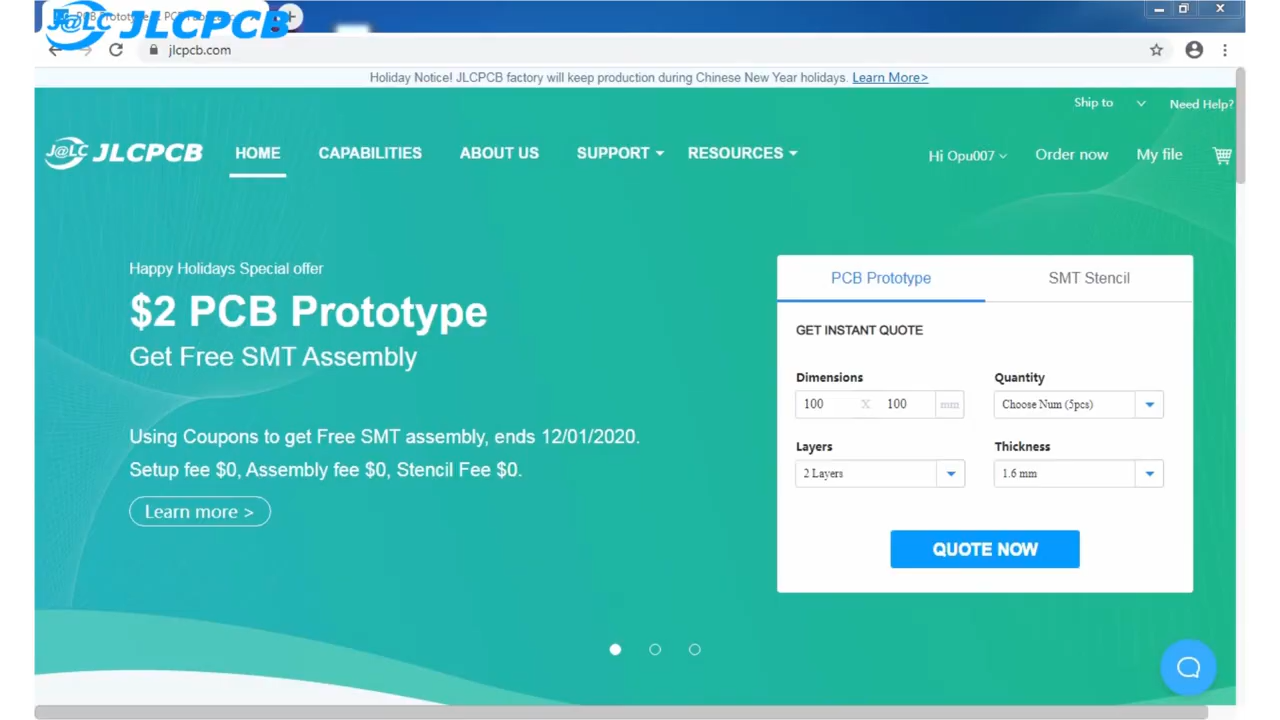 J@LC JLCPCB
jlcpcb.com
Holiday Notice! JLCPCB factory will keep production during Chinese New Year holidays. Learn More>
Ship to
Need Help?
J@LC JLCPCB
HOME
CAPABILITIES
ABOUT US
SUPPORT
RESOURCES
Hi Opu007
Order now
My file
Happy Holidays Special offer
$2 PCB Prototype
Get Free SMT Assembly
Using Coupons to get Free SMT assembly, ends 12/01/2020.
Setup fee $0, Assembly fee $0, Stencil Fee $0.
Learn more >
PCB Prototype
SMT Stencil
GET INSTANT QUOTE
Dimensions
Quantity
100 X 100 mm
Choose Num (5pcs)
Layers
Thickness
2 Layers
1.6 mm
QUOTE NOW